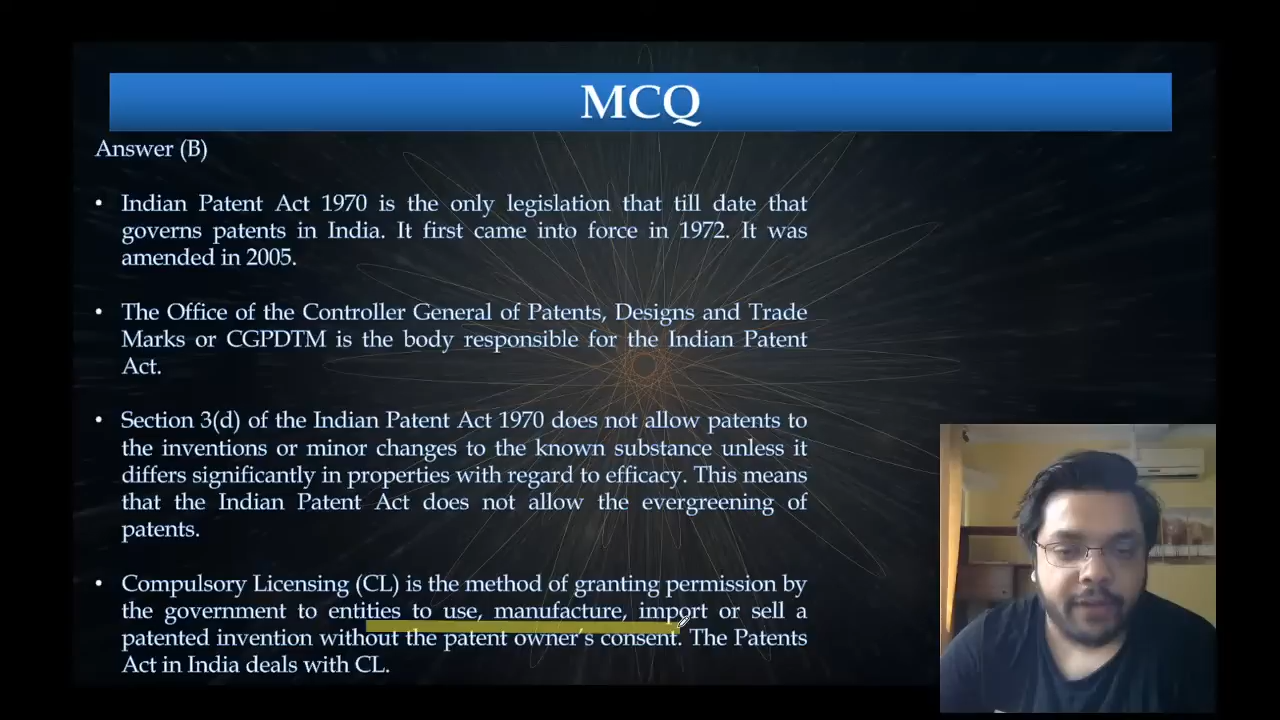 MCQ
Answer (B)
• Indian Patent Act 1970 is the only legislation that till date that
governs patents in India. It first came into force in 1972. It was
amended in 2005.
• The Office of the Controller General of Patents, Designs and Trade
Marks or CGPDTM is the body responsible for the Indian Patent
Act.
• Section 3(d) of the Indian Patent Act 1970 does not allow patents to
the inventions or minor changes to the known substance unless it
differs significantly in properties with regard to efficacy. This means
that the Indian Patent Act does not allow the evergreening of
patents.
• Compulsory Licensing (CL) is the method of granting permission by
the government to entities to use, manufacture, import or sell a
patented invention without the patent owner's consent. The Patents
Act in India deals with CL.